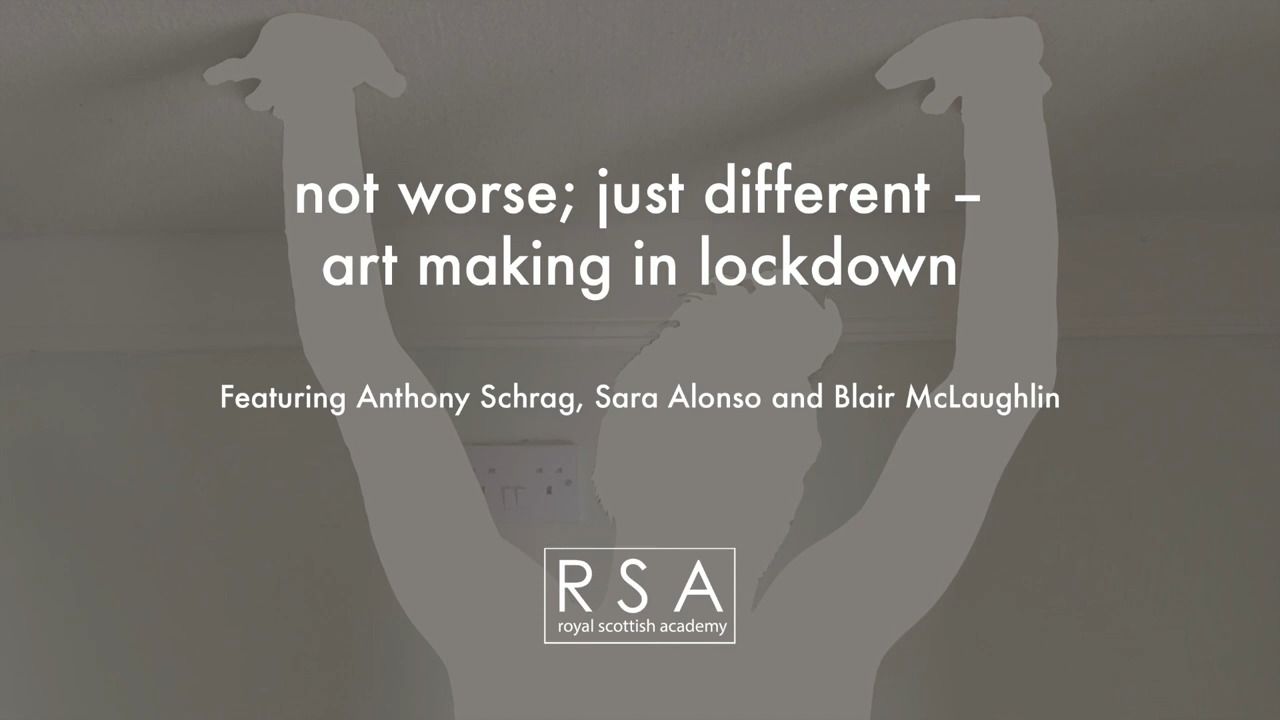 not worse; just different –
art making in lockdown
Featuring Anthony Schrag, Sara Alonso and Blair McLaughlin
RSA
royal scottish academy